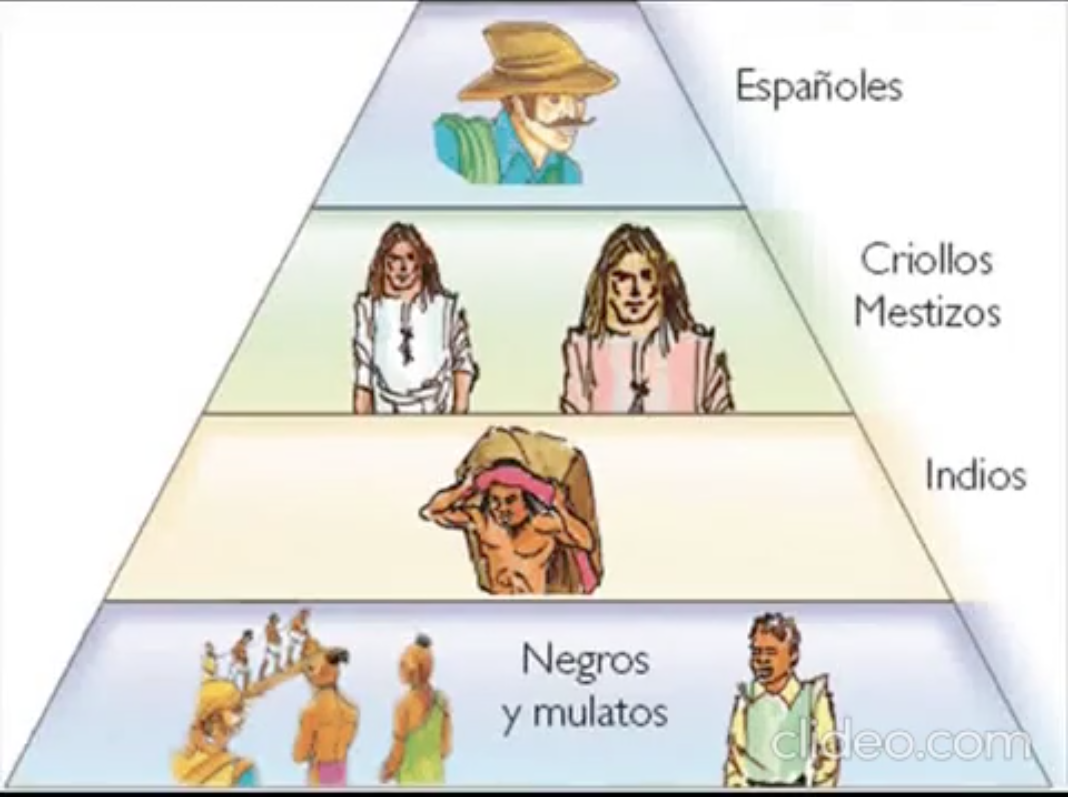 Españoles
Criollos
Mestizos
Indios
Negros
y mulatos
clideo.com